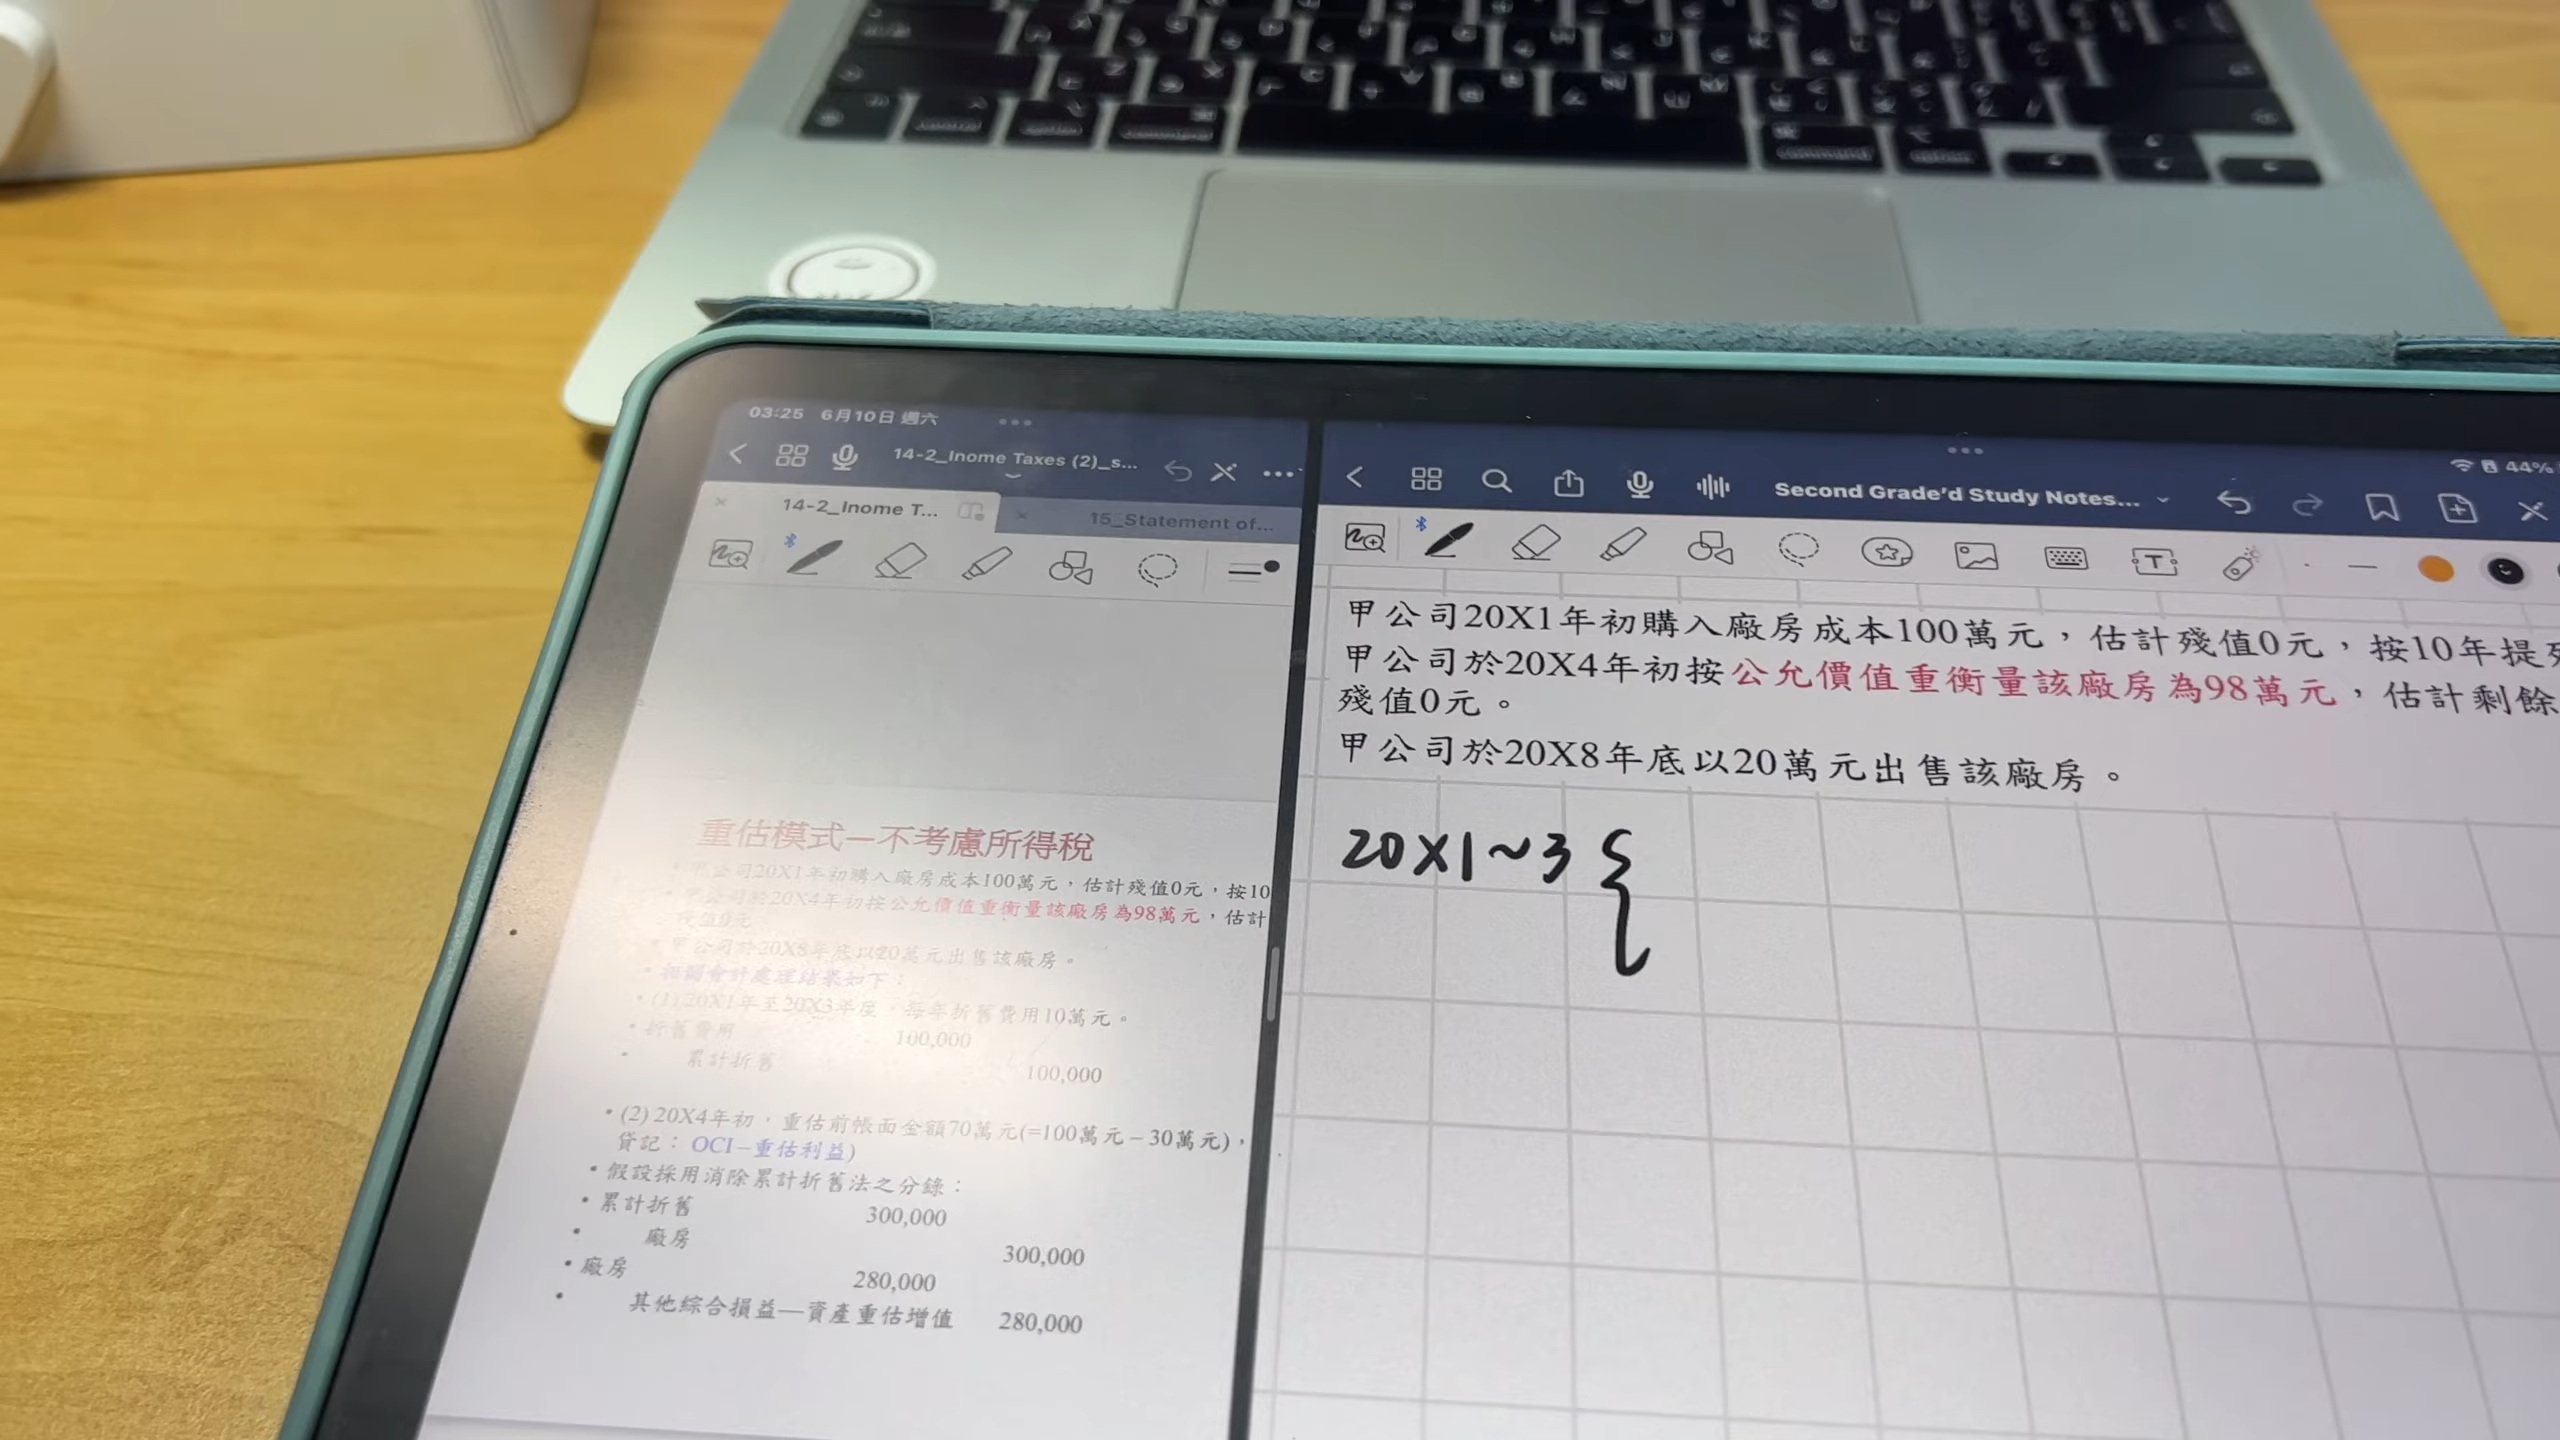 03:25 6月10日 週六
14-2_Inome Taxes (2)_s...
14-2_Inome T...
15_Statement of...
重估模式－不考慮所得稅
• 甲公司20X1年初購入廠房成本100萬元，估計殘值0元，按10
• 甲公司於20X4年初按公允價值重衡量該廠房為98萬元，估計
殘值0元
• 甲公司於20X8年底以20萬元出售該廠房。
• 相關會計處理結果如下：
• (1) 20X1年至20X3年度，每年折舊費用10萬元。
• 折舊費用 100,000
• 累計折舊 100,000
• (2) 20X4年初，重估前帳面金額70萬元(=100萬元－30萬元)，
貸記： OCI－重估利益)
• 假設採用消除累計折舊法之分錄：
• 累計折舊 300,000
• 廠房 300,000
• 廠房 280,000
• 其他綜合損益—資產重估增值 280,000
44%
Second Grade'd Study Notes...
T
甲公司20X1年初購入廠房成本100萬元，估計殘值0元，按10年提
甲公司於20X4年初按公允價值重衡量該廠房為98萬元，估計剩餘
殘值0元。
甲公司於20X8年底以20萬元出售該廠房。
20X1~3 {
control option command
command option